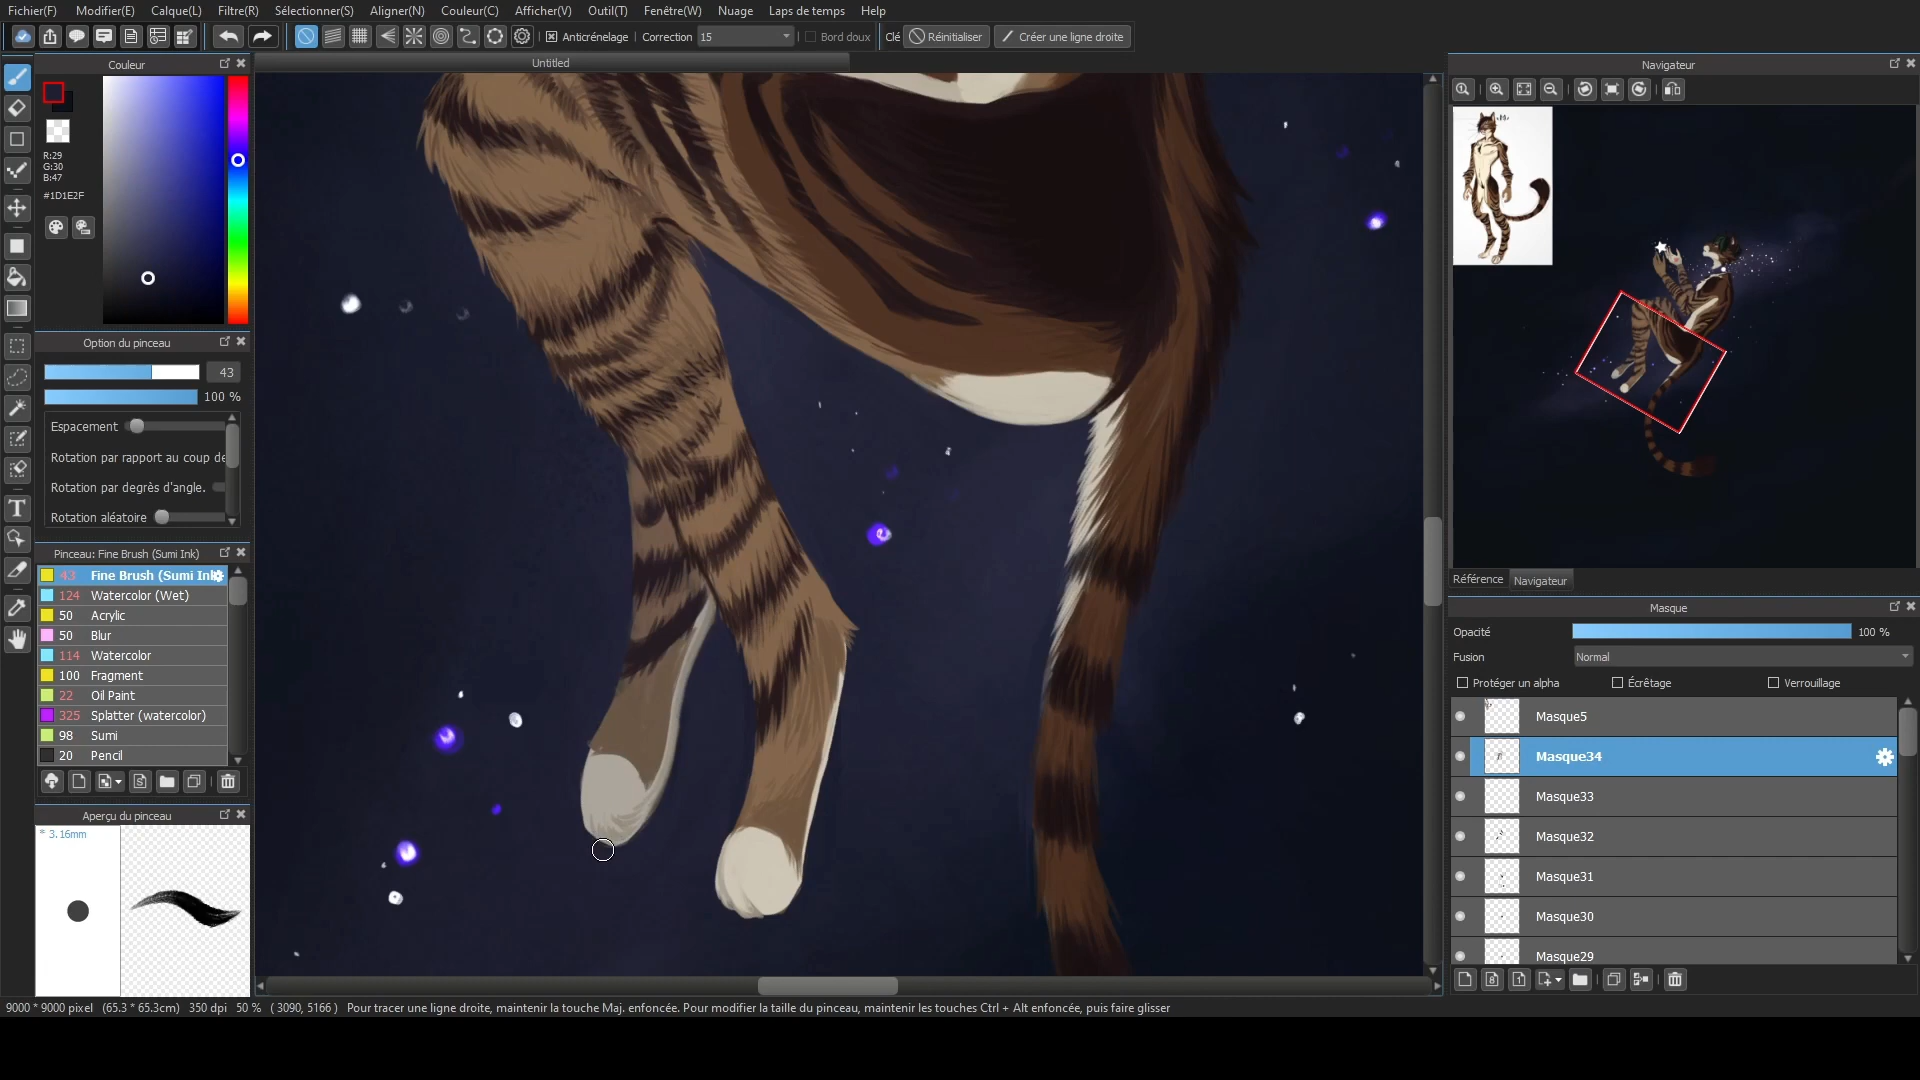 Fichier(F) Modifier(E) Calque(L) Filtre(R) Sélectionner(S) Aligner(N) Couleur(C) Afficher(V) Outil(T) Fenêtre(W) Nuage Laps de temps Help
Anticrénelage Correction 15 Bord doux Clé Réinitialiser Créer une ligne droite
Couleur
Untitled
Navigateur
R:29
G:30
B:47
#1D1E2F
Option du pinceau
43
100 %
Espacement
Rotation par rapport au coup de
Rotation par degrès d'angle.
Rotation aléatoire
Pinceau: Fine Brush (Sumi Ink)
43 Fine Brush (Sumi Ink
124 Watercolor (Wet)
50 Acrylic
50 Blur
114 Watercolor
100 Fragment
22 Oil Paint
325 Splatter (watercolor)
98 Sumi
20 Pencil
Aperçu du pinceau
* 3.16mm
Référence Navigateur
Masque
Opacité 100 %
Fusion Normal
Protéger un alpha Écrêtage Verrouillage
Masque5
Masque34
Masque33
Masque32
Masque31
Masque30
Masque29
9000 * 9000 pixel (65.3 * 65.3cm) 350 dpi 50 % ( 3090, 5166 ) Pour tracer une ligne droite, maintenir la touche Maj. enfoncée. Pour modifier la taille du pinceau, maintenir les touches Ctrl + Alt enfoncée, puis faire glisser